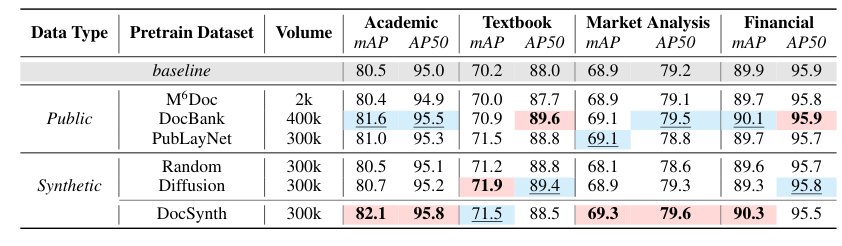 Data Type Pretrain Dataset Volume Academic Textbook Market Analysis Financial
mAP AP50 mAP AP50 mAP AP50 mAP AP50
baseline 80.5 95.0 70.2 88.0 68.9 79.2 89.9 95.9
M⁶Doc 2k 80.4 94.9 70.0 87.7 68.9 79.1 89.7 95.8
Public DocBank 400k 81.6 95.5 70.9 89.6 69.1 79.5 90.1 95.9
PubLayNet 300k 81.0 95.3 71.5 88.8 69.1 78.8 89.7 95.7
Random 300k 80.5 95.1 71.2 88.8 68.1 78.6 89.6 95.7
Synthetic Diffusion 300k 80.7 95.2 71.9 89.4 68.9 79.3 89.3 95.8
DocSynth 300k 82.1 95.8 71.5 88.5 69.3 79.6 90.3 95.5